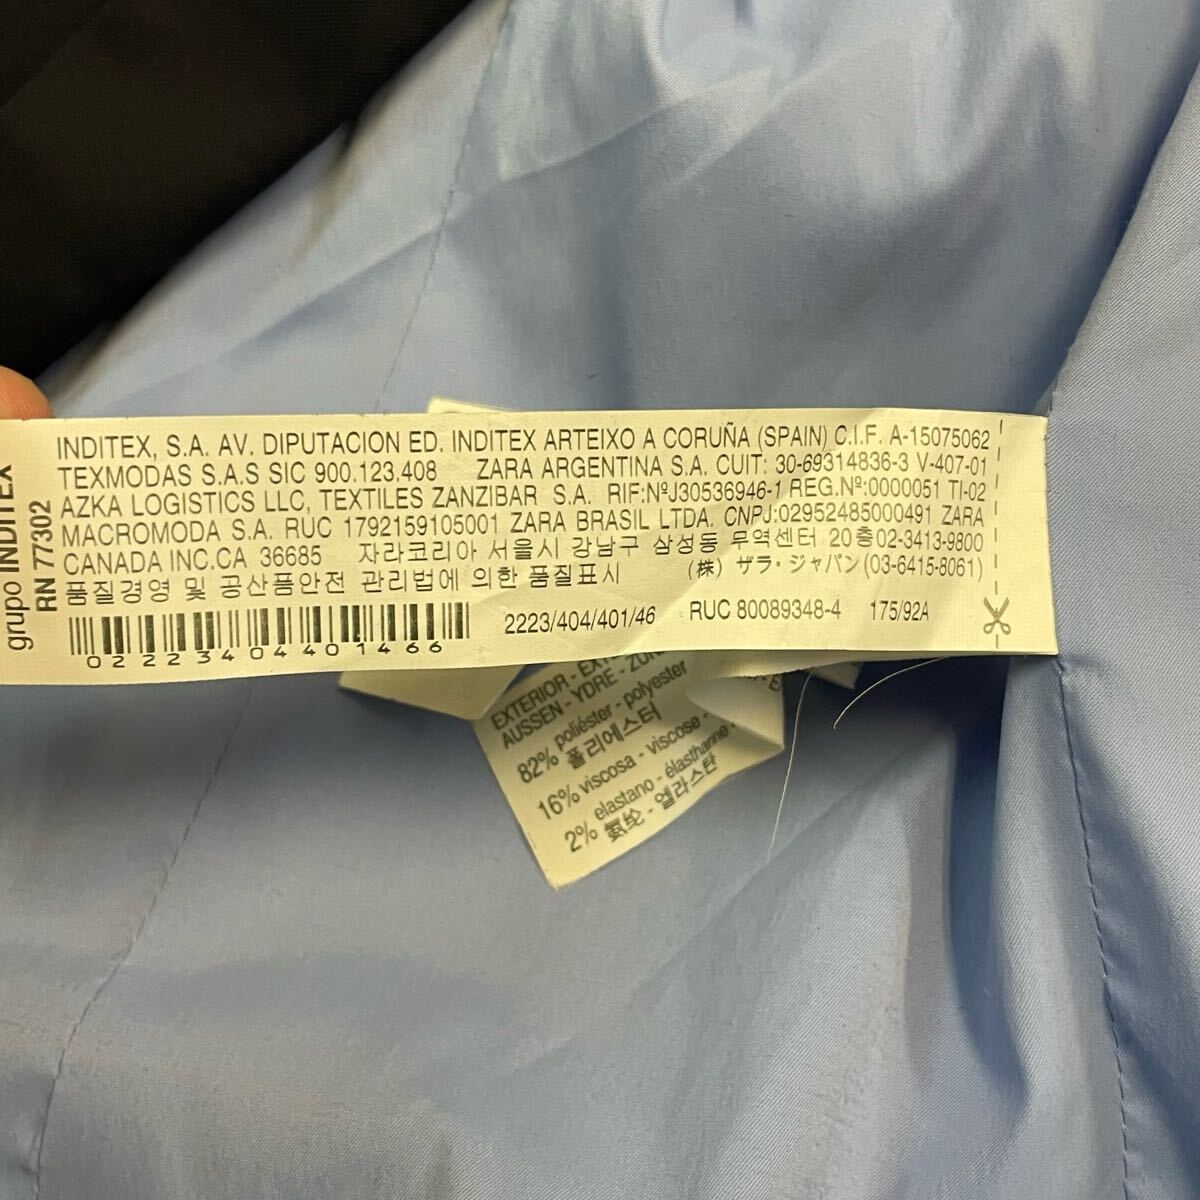 grupo INDITEX
RN 77302
INDITEX, S.A. AV. DIPUTACION ED. INDITEX ARTEIXO A CORUÑA (SPAIN) C.I.F. A-15075062
TEXMODAS S.A.S SIC 900.123.408 ZARA ARGENTINA S.A. CUIT: 30-69314836-3 V-407-01
AZKA LOGISTICS LLC, TEXTILES ZANZIBAR S.A. RIF:NºJ30536946-1 REG.Nº:0000051 TI-02
MACROMODA S.A. RUC 1792159105001 ZARA BRASIL LTDA. CNPJ:02952485000491 ZARA
CANADA INC.CA 36685 자라코리아 서울시 강남구 삼성동 무역센터 20층02-3413-9800
품질경영 및 공산품안전 관리법에 의한 품질표시 (株) ザラ・ジャパン (03-6415-8061)
02223404401466 2223/404/401/46 RUC 80089348-4 175/92A
EXTERIOR -
AUSSEN - YDRE -
82% poliéster - polyester
폴리에스터
16% viscosa - viscose -
2% elastano - élasthanne
氨纶 - 엘라스탄